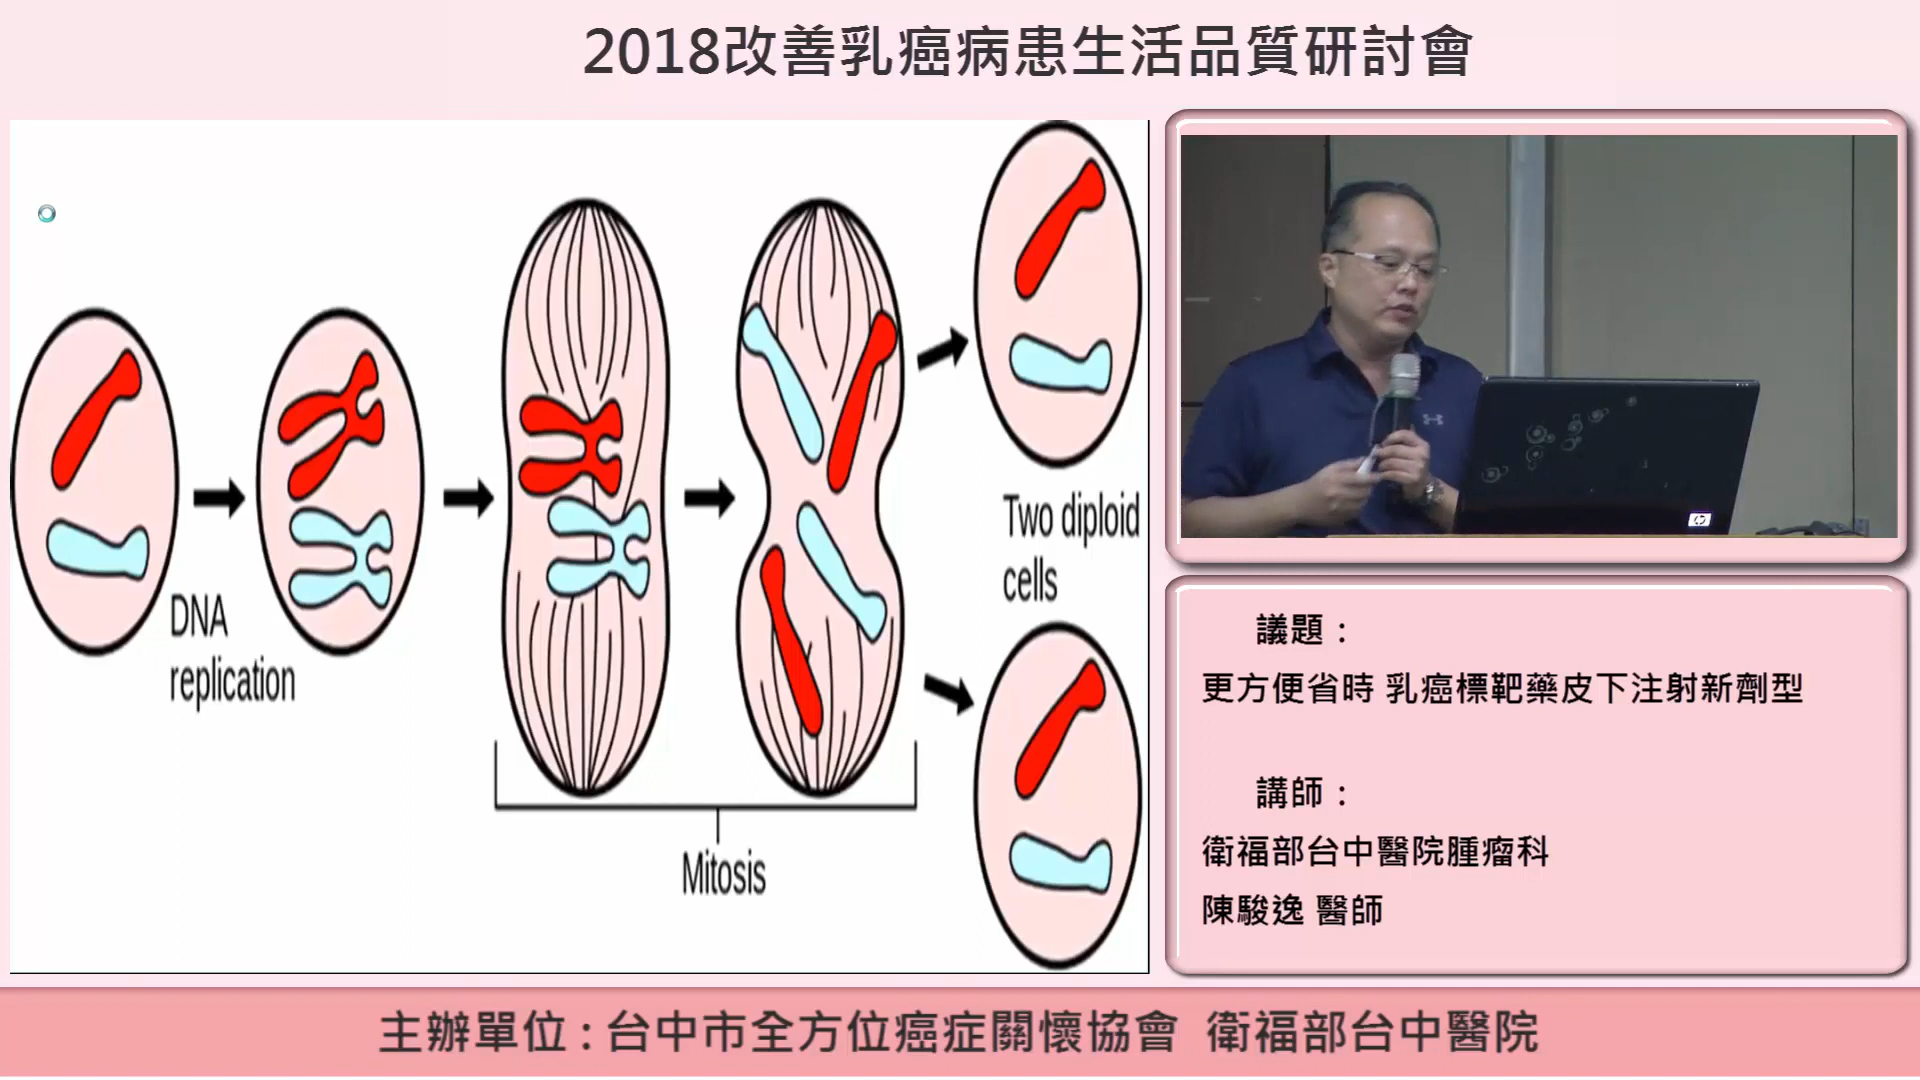 2018改善乳癌病患生活品質研討會
DNA
replication
Mitosis
Two diploid
cells
議題：
更方便省時 乳癌標靶藥皮下注射新劑型
講師：
衛福部台中醫院腫瘤科
陳駿逸 醫師
主辦單位 : 台中市全方位癌症關懷協會 衛福部台中醫院